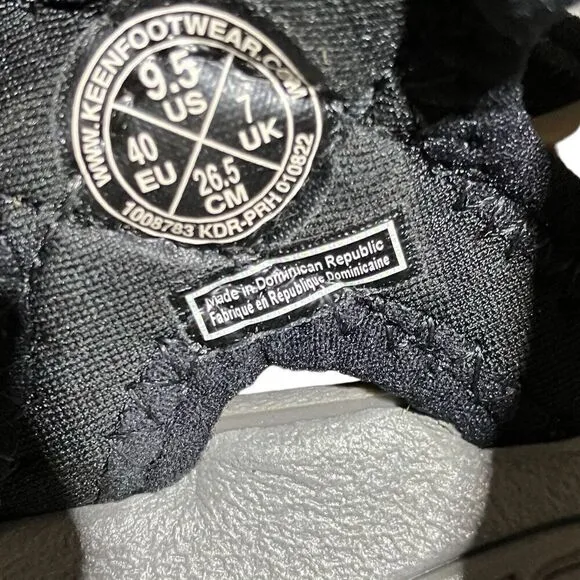 WWW.KEENFOOTWEAR.COM
9.5
US
7
UK
40
EU
26.5
CM
1008783 KDR-PRH 010822
Made in Dominican Republic
Fabriqué en République Dominicaine